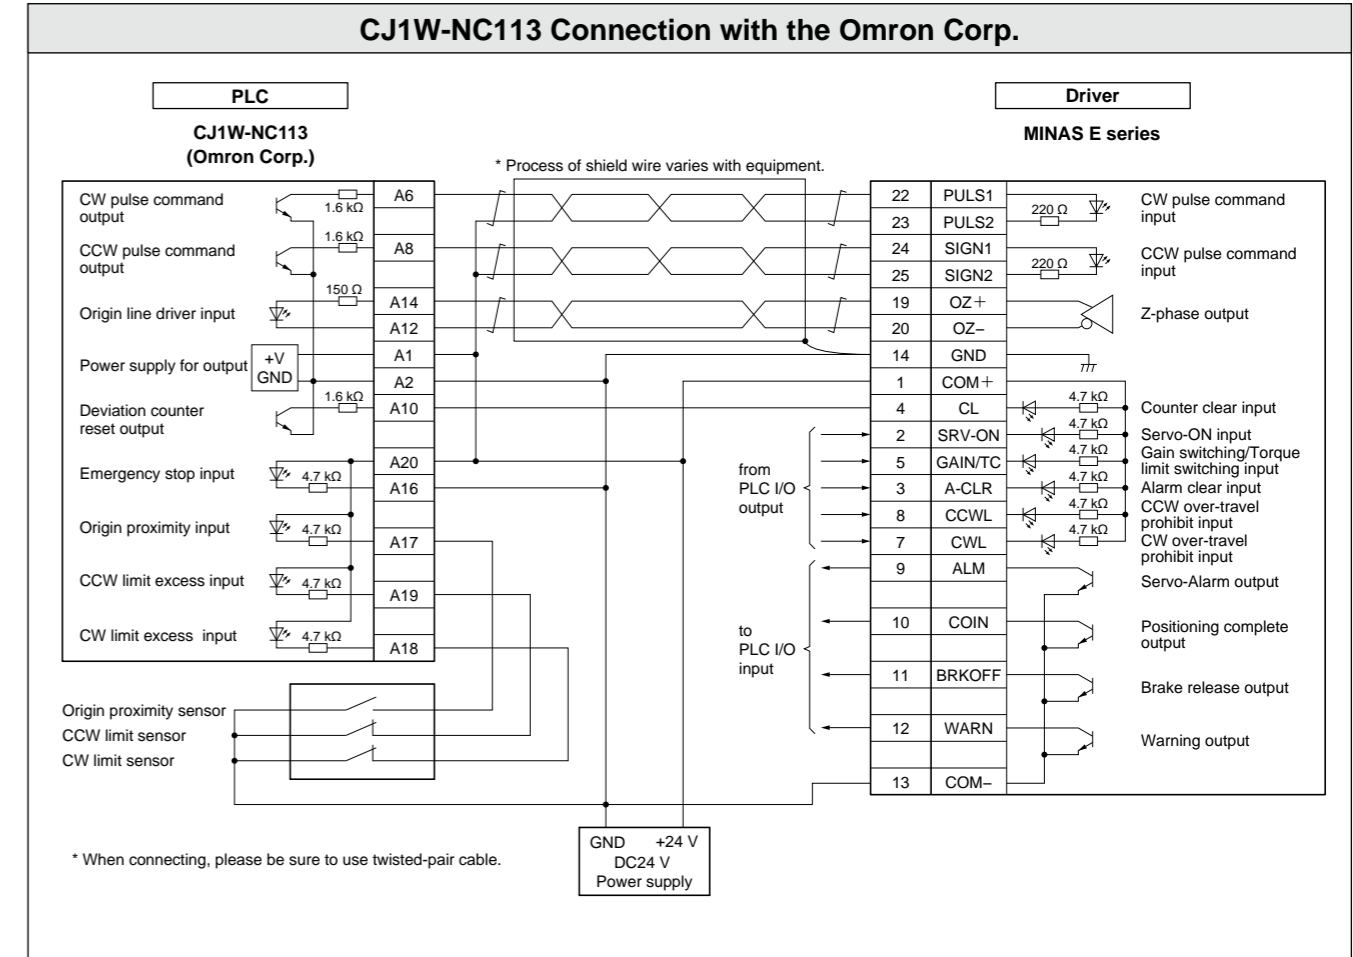 CJ1W-NC113 Connection with the Omron Corp.
PLC
Driver
CJ1W-NC113
(Omron Corp.)
MINAS E series
* Process of shield wire varies with equipment.
CW pulse command
output
1.6 kΩ
A6
CCW pulse command
output
1.6 kΩ
A8
Origin line driver input
150 Ω
A14
A12
Power supply for output
+V
GND
A1
A2
Deviation counter
reset output
1.6 kΩ
A10
Emergency stop input
4.7 kΩ
A20
A16
Origin proximity input
4.7 kΩ
A17
CCW limit excess input
4.7 kΩ
A19
CW limit excess input
4.7 kΩ
A18
Origin proximity sensor
CCW limit sensor
CW limit sensor
from
PLC I/O
output
to
PLC I/O
input
22 PULS1
23 PULS2
220 Ω
CW pulse command
input
24 SIGN1
25 SIGN2
220 Ω
CCW pulse command
input
19 OZ+
20 OZ–
Z-phase output
14 GND
1 COM+
4 CL
4.7 kΩ
Counter clear input
2 SRV-ON
4.7 kΩ
Servo-ON input
5 GAIN/TC
4.7 kΩ
Gain switching/Torque
limit switching input
3 A-CLR
4.7 kΩ
Alarm clear input
8 CCWL
4.7 kΩ
CCW over-travel
prohibit input
7 CWL
4.7 kΩ
CW over-travel
prohibit input
9 ALM
Servo-Alarm output
10 COIN
Positioning complete
output
11 BRKOFF
Brake release output
12 WARN
Warning output
13 COM–
GND +24 V
DC24 V
Power supply
* When connecting, please be sure to use twisted-pair cable.